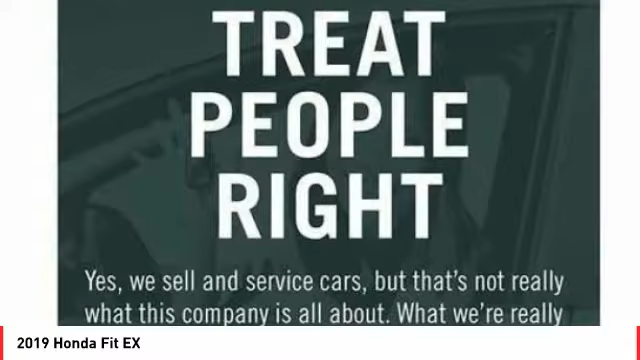 TREAT
PEOPLE
RIGHT
Yes, we sell and service cars, but that's not really
what this company is all about. What we're really
2019 Honda Fit EX